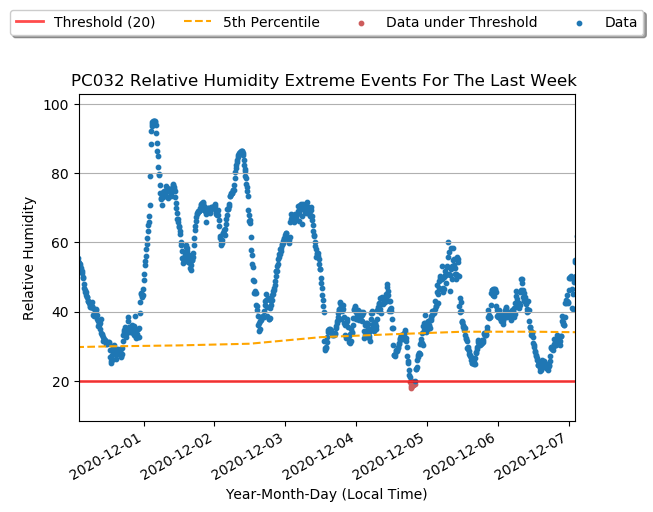 Threshold (20) 5th Percentile Data under Threshold Data
PC032 Relative Humidity Extreme Events For The Last Week
100
80
60
40
20
Relative Humidity
2020-12-01 2020-12-02 2020-12-03 2020-12-04 2020-12-05 2020-12-06 2020-12-07
Year-Month-Day (Local Time)